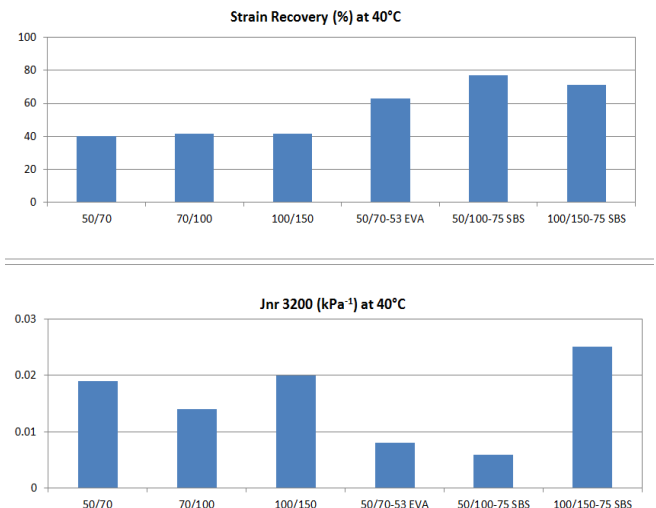 Strain Recovery (%) at 40°C
100
80
60
40
20
0
50/70 70/100 100/150 50/70-53 EVA 50/100-75 SBS 100/150-75 SBS
Jnr 3200 (kPa⁻¹) at 40°C
0.03
0.02
0.01
0
50/70 70/100 100/150 50/70-53 EVA 50/100-75 SBS 100/150-75 SBS